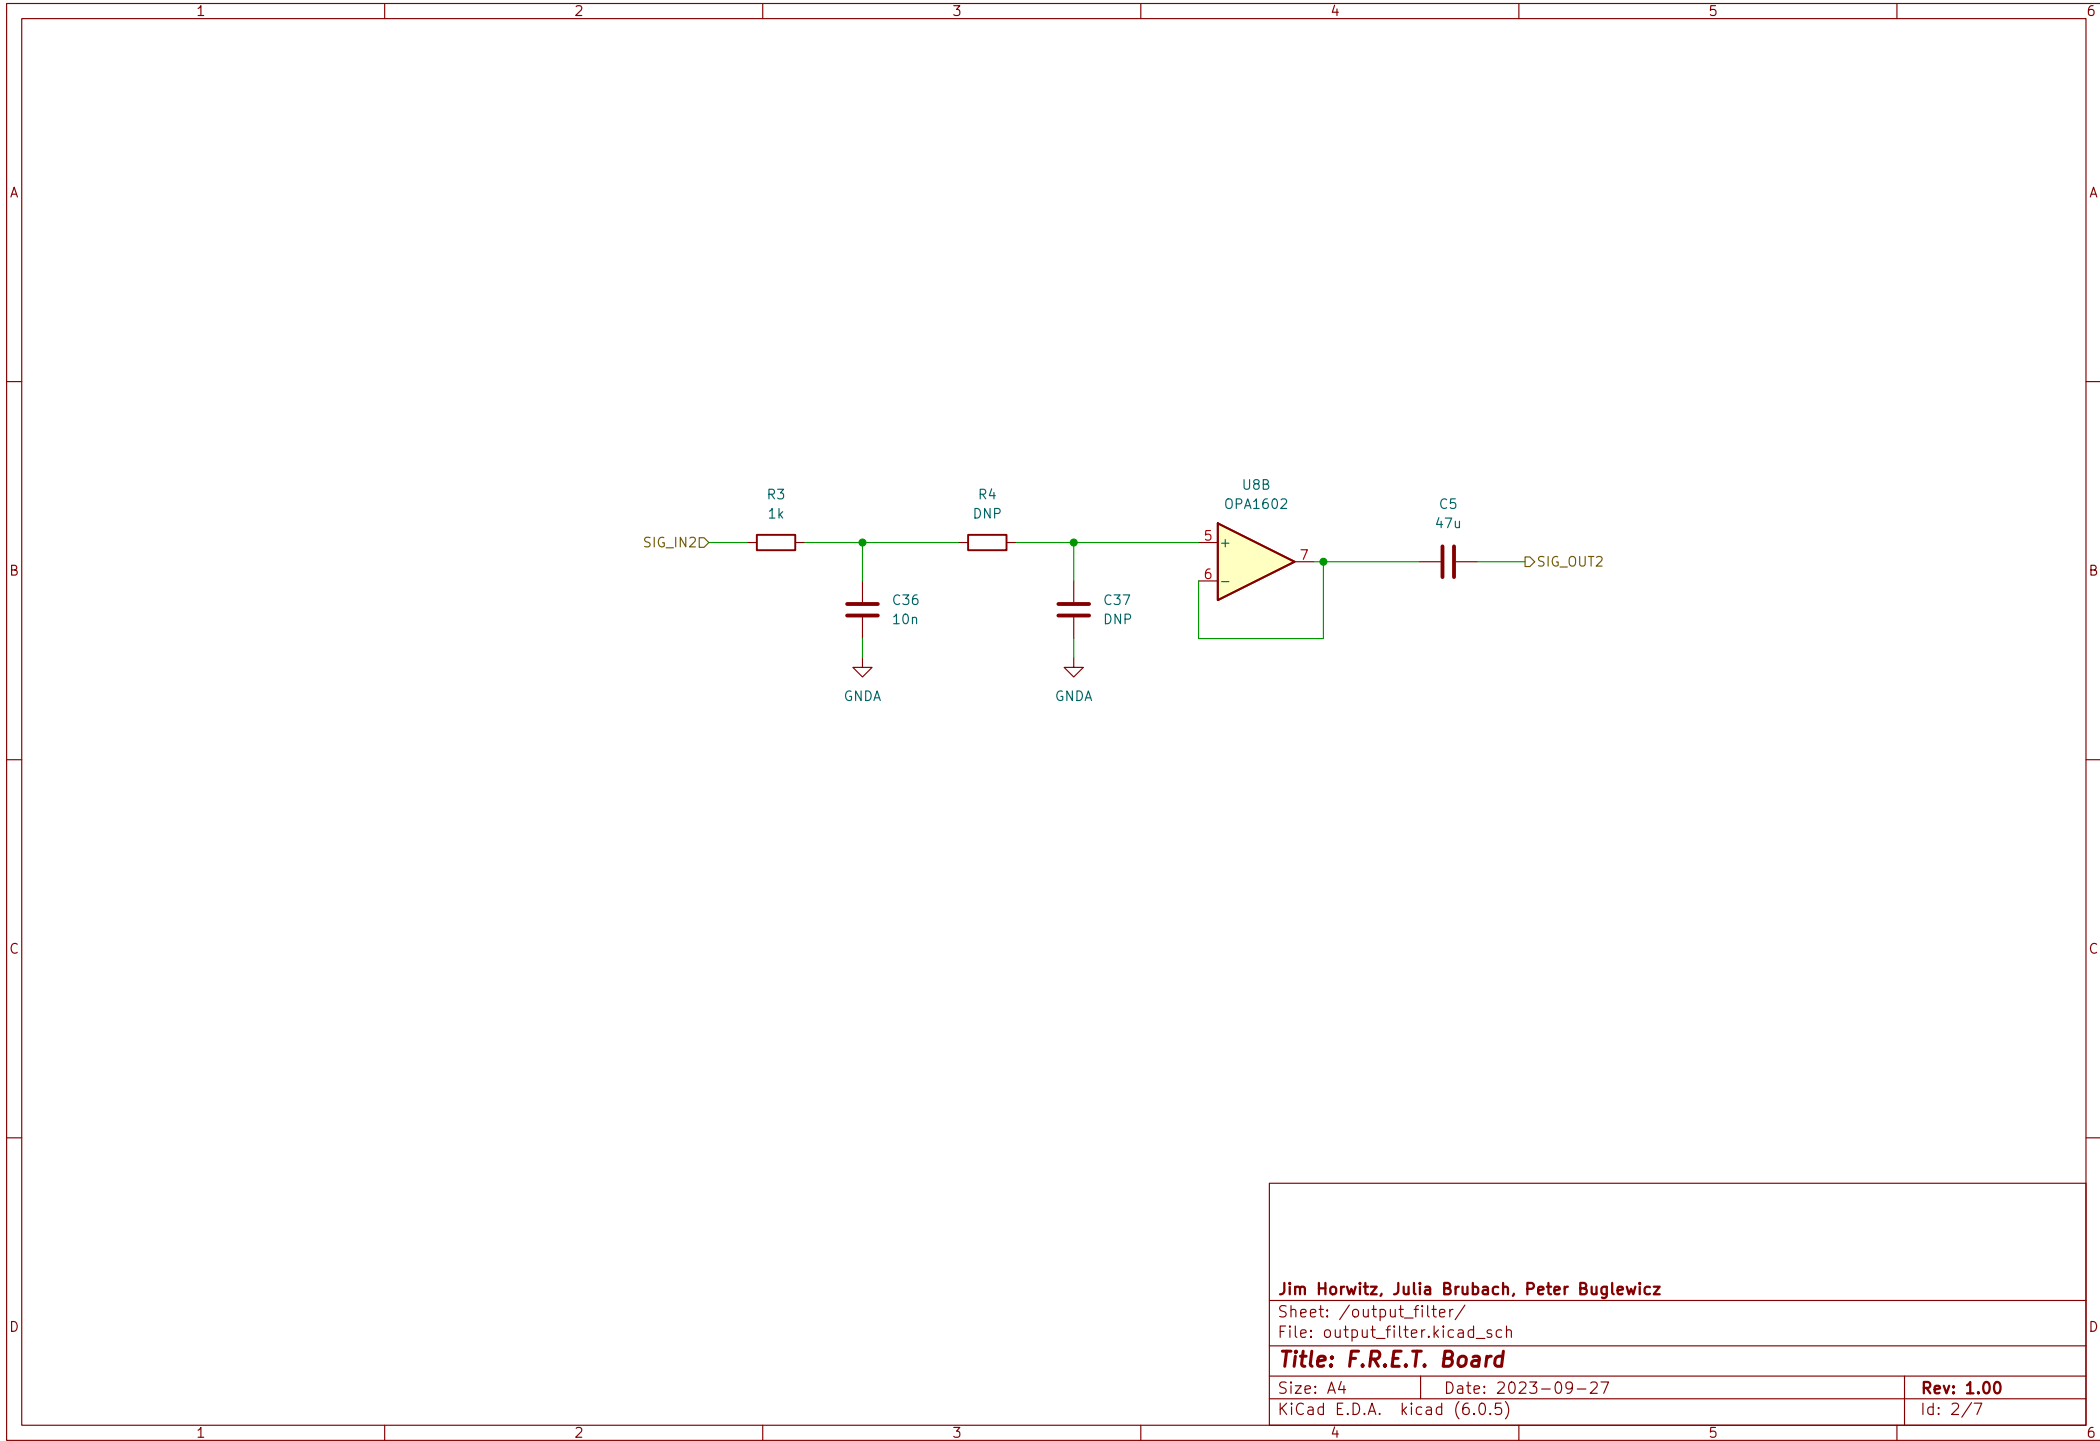 1 2 3 4 5 6
A A
R3
1k
R4
DNP
U8B
OPA1602
C5
47u
SIG_IN2
5
+
7
6
−
SIG_OUT2
B B
C36
10n
C37
DNP
GNDA
GNDA
C C
Jim Horwitz, Julia Brubach, Peter Buglewicz
Sheet: /output_filter/
File: output_filter.kicad_sch
D D
Title: F.R.E.T. Board
Size: A4 Date: 2023-09-27 Rev: 1.00
KiCad E.D.A. kicad (6.0.5) Id: 2/7
1 2 3 4 5 6